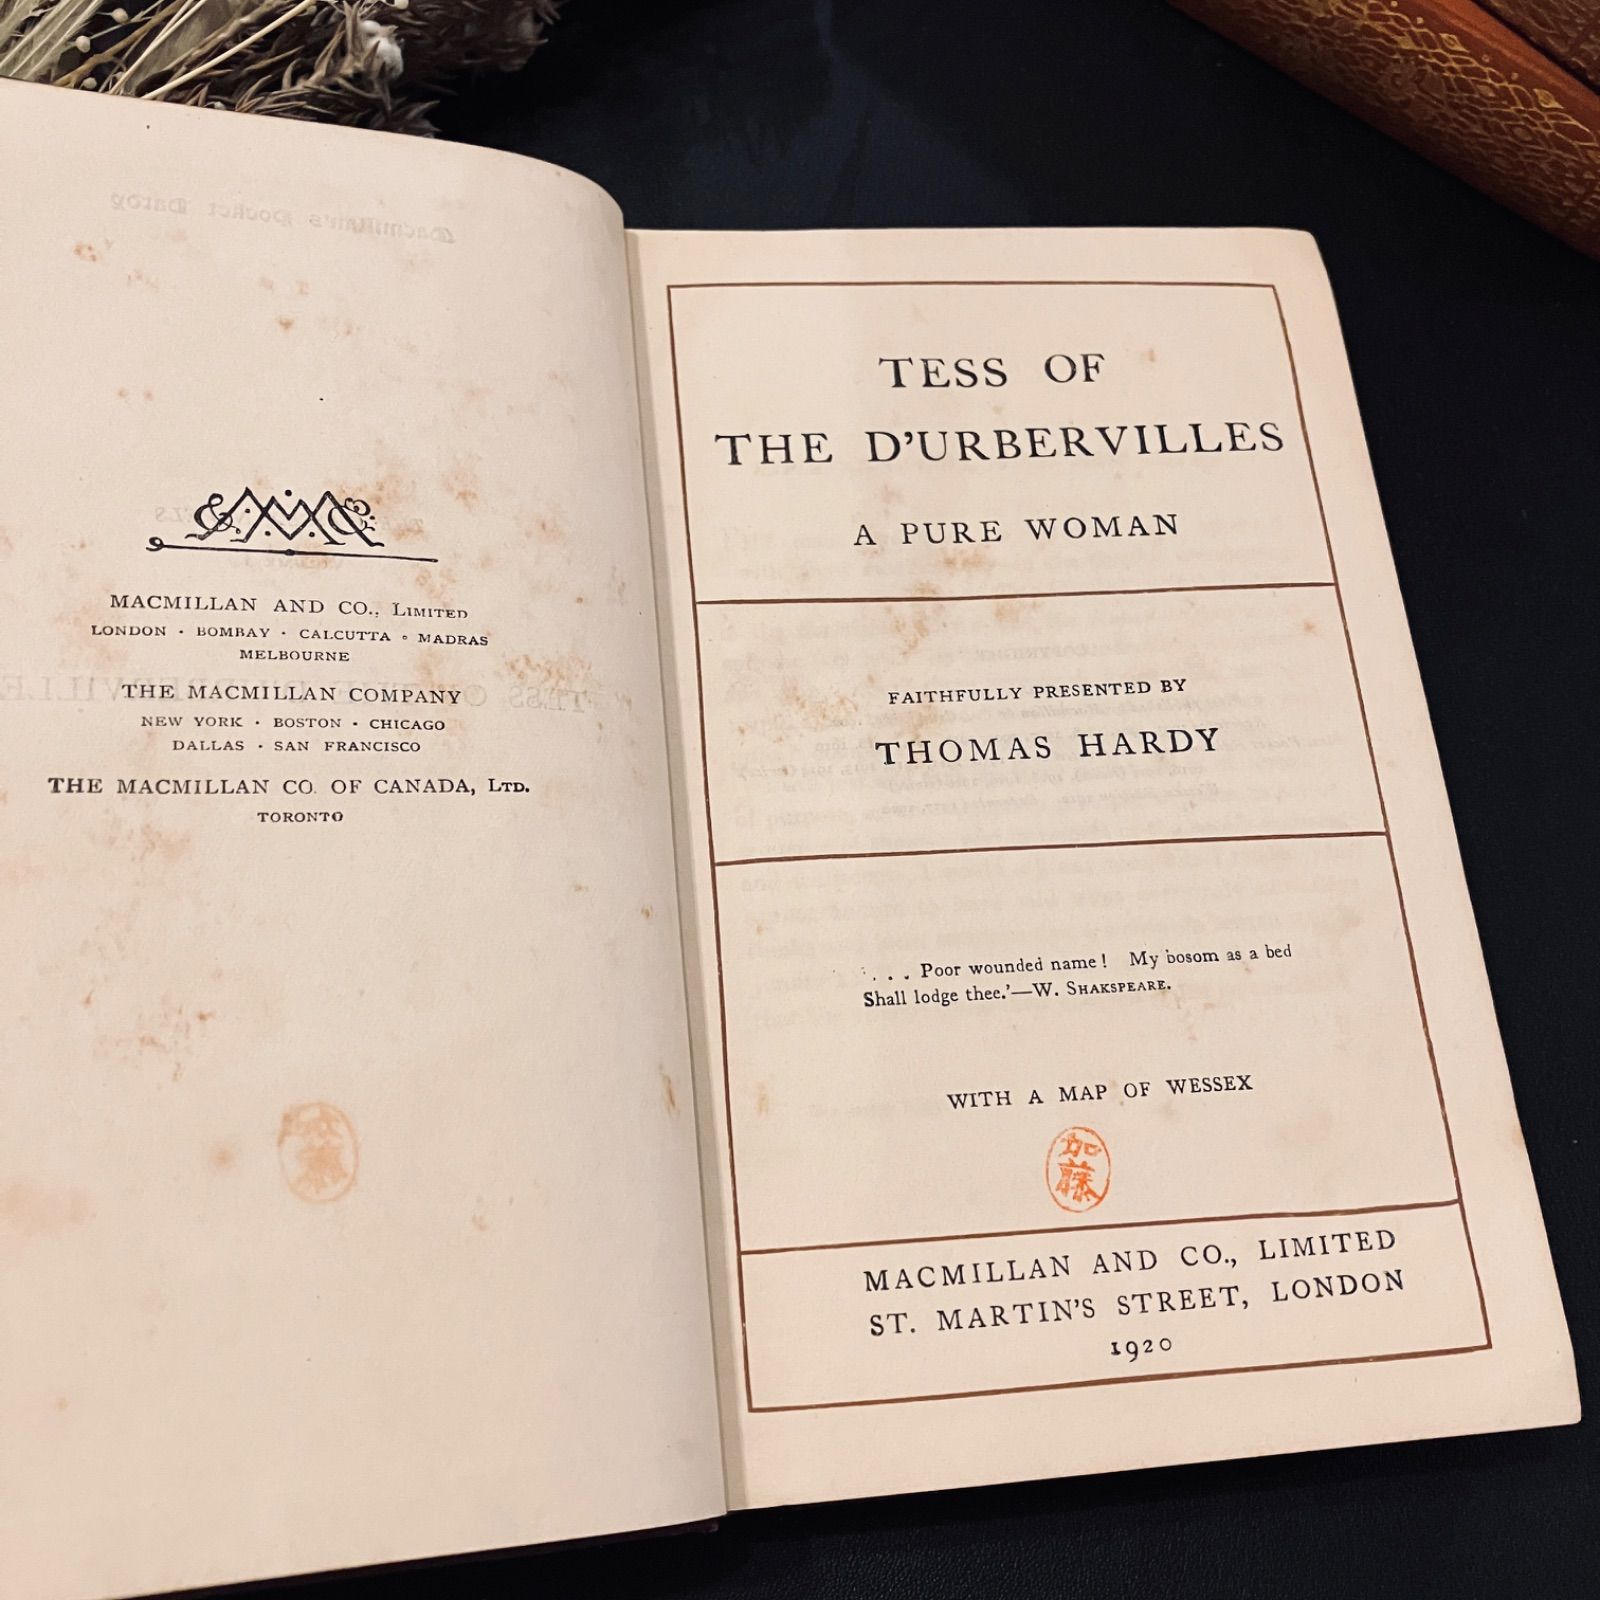 MACMILLAN AND CO., LIMITED
LONDON · BOMBAY · CALCUTTA · MADRAS
MELBOURNE
THE MACMILLAN COMPANY
NEW YORK · BOSTON · CHICAGO
DALLAS · SAN FRANCISCO
THE MACMILLAN CO. OF CANADA, LTD.
TORONTO
TESS OF
THE D'URBERVILLES
A PURE WOMAN
FAITHFULLY PRESENTED BY
THOMAS HARDY
'. . . Poor wounded name! My bosom as a bed
Shall lodge thee.'—W. SHAKSPEARE.
WITH A MAP OF WESSEX
加藤
MACMILLAN AND CO., LIMITED
ST. MARTIN'S STREET, LONDON
1920